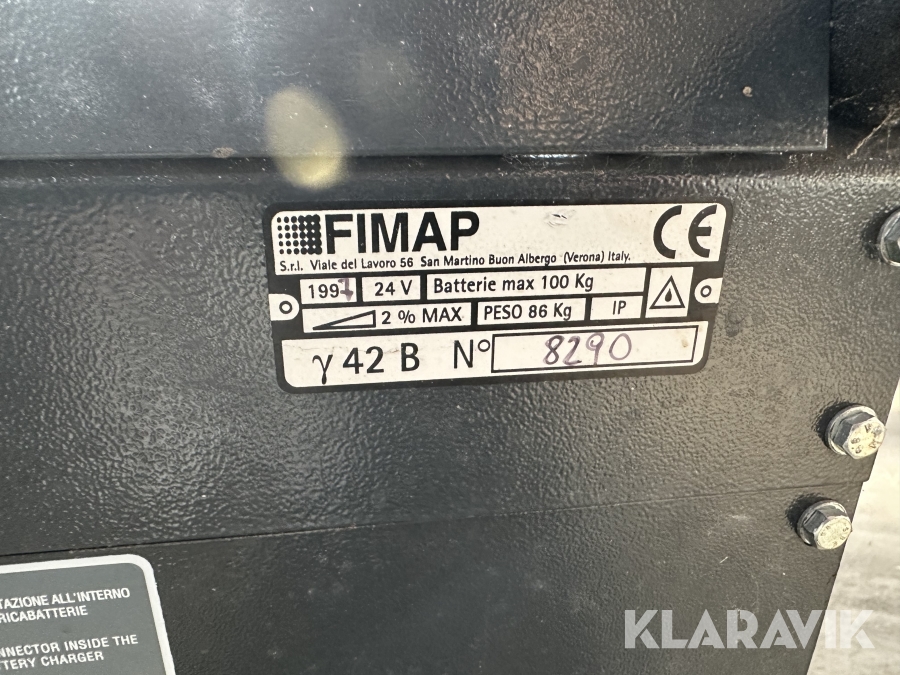 FIMAP
CE
S.r.l. Viale del Lavoro 56 San Martino Buon Albergo (Verona) Italy.
1997 24 V Batterie max 100 Kg
2 % MAX PESO 86 Kg IP
γ 42 B N° 8290
TAZIONE ALL'INTERNO
RICABATTERIE
NNECTOR INSIDE THE
TTERY CHARGER
KLARAVIK